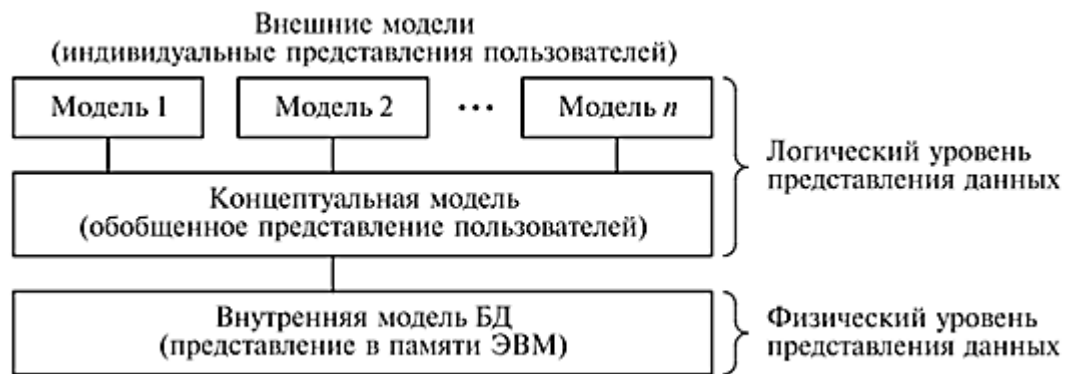 Внешние модели
(индивидуальные представления пользователей)
Модель 1
Модель 2
•••
Модель n
Логический уровень
представления данных
Концептуальная модель
(обобщенное представление пользователей)
Внутренняя модель БД
(представление в памяти ЭВМ)
Физический уровень
представления данных